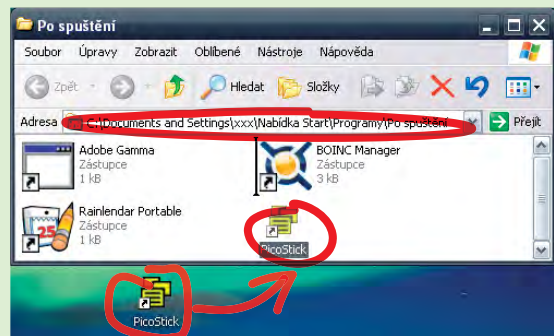 Po spuštění
Soubor Úpravy Zobrazit Oblíbené Nástroje Nápověda
Zpět Hledat Složky
Adresa C:\Documents and Settings\xxx\Nabídka Start\Programy\Po spuštění Přejít
Adobe Gamma
Zástupce
1 kB
BOINC Manager
Zástupce
3 kB
Rainlendar Portable
Zástupce
1 kB
25
PicoStick
PicoStick